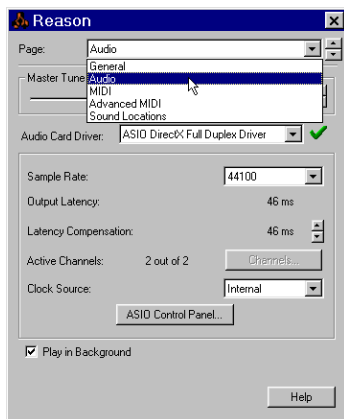 Reason
Page: Audio
General
Master Tune Audio
MIDI
Advanced MIDI
Sound Locations
Audio Card Driver: ASIO DirectX Full Duplex Driver
Sample Rate: 44100
Output Latency: 46 ms
Latency Compensation: 46 ms
Active Channels: 2 out of 2 Channels...
Clock Source: Internal
ASIO Control Panel...
Play in Background
Help